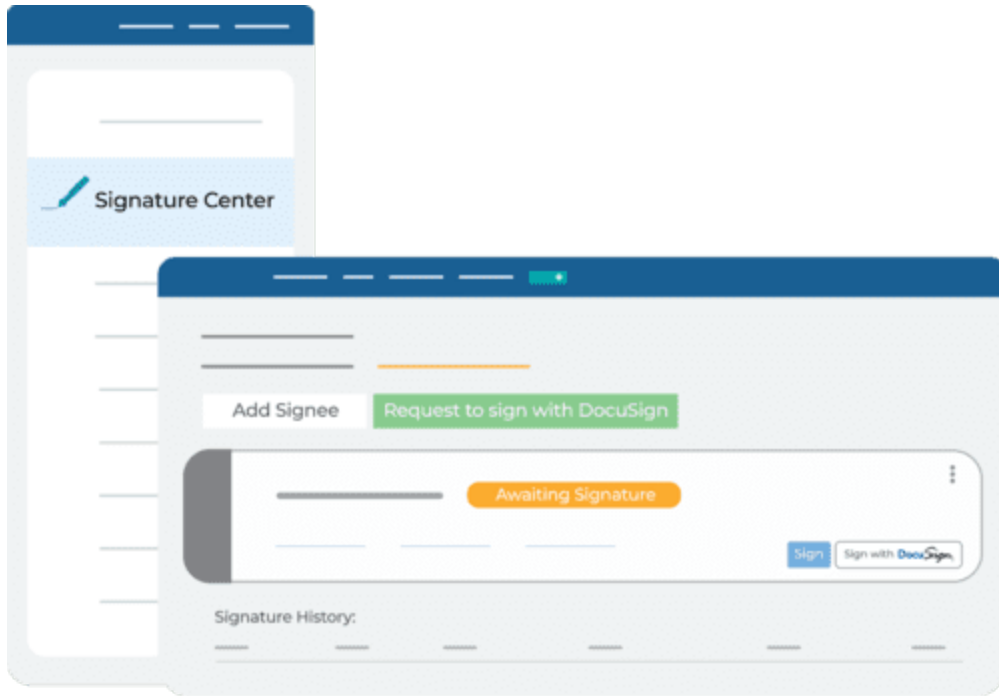 Signature Center
Add Signee
Request to sign with DocuSign
Awaiting Signature
Sign
Sign with DocuSign
Signature History: